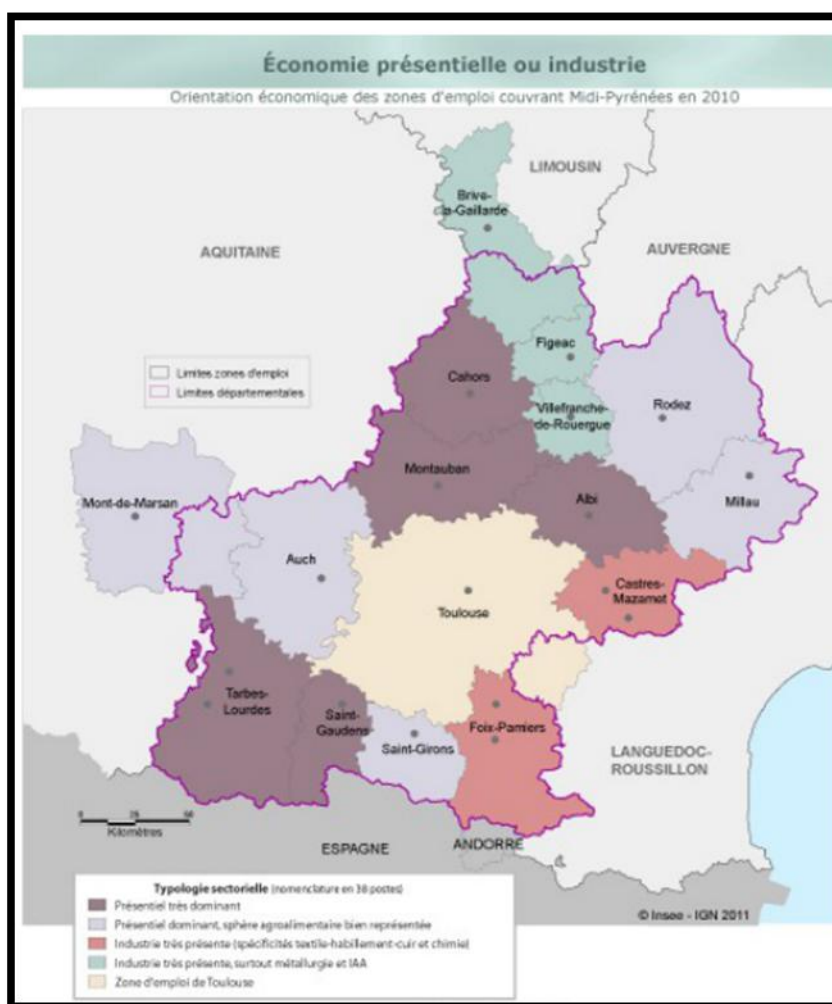 Économie présentielle ou industrie
Orientation économique des zones d'emploi couvrant Midi-Pyrénées en 2010
LIMOUSIN
Brive-
la-Gaillarde
AQUITAINE
AUVERGNE
Limites zones d'emploi
Limites départementales
Figeac
Cahors
Villefranche-
de-Rouergue
Rodez
Montauban
Mont-de-Marsan
Albi
Millau
Auch
Toulouse
Castres-
Mazamet
Tarbes-
Lourdes
Saint-
Gaudens
Saint-Girons
Foix-Pamiers
LANGUEDOC-
ROUSSILLON
0 25 50
Kilomètres
ESPAGNE
ANDORRE
Typologie sectorielle (nomenclature en 38 postes)
Présentiel très dominant
Présentiel dominant, sphère agroalimentaire bien représentée
Industrie très présente (spécificités textile-habillement-cuir et chimie)
Industrie très présente, surtout métallurgie et IAA
Zone d'emploi de Toulouse
© Insee - IGN 2011